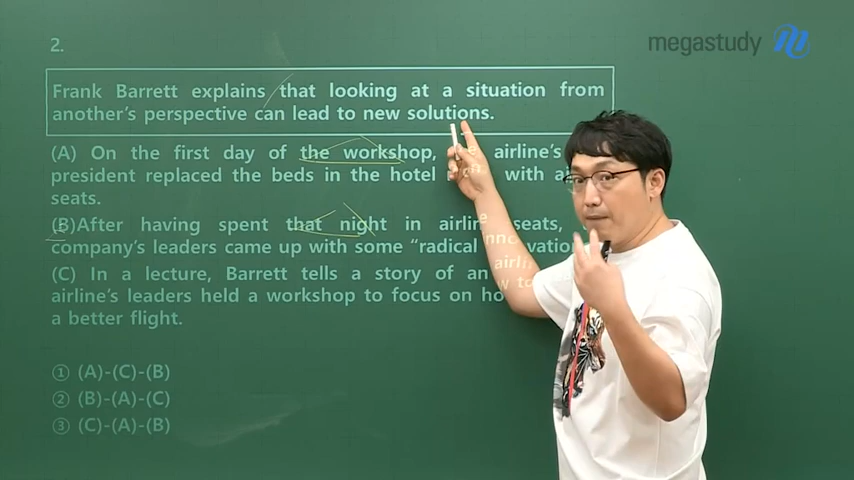 2.
megastudy
Frank Barrett explains that looking at a situation from
another's perspective can lead to new solutions.
(A) On the first day of the workshop, airline's
president replaced the beds in the hotel with
seats.
(B)After having spent that night in airline seats,
company's leaders came up with some "radical
(C) In a lecture, Barrett tells a story of an airlin
airline's leaders held a workshop to focus on
a better flight.
① (A)-(C)-(B)
② (B)-(A)-(C)
③ (C)-(A)-(B)